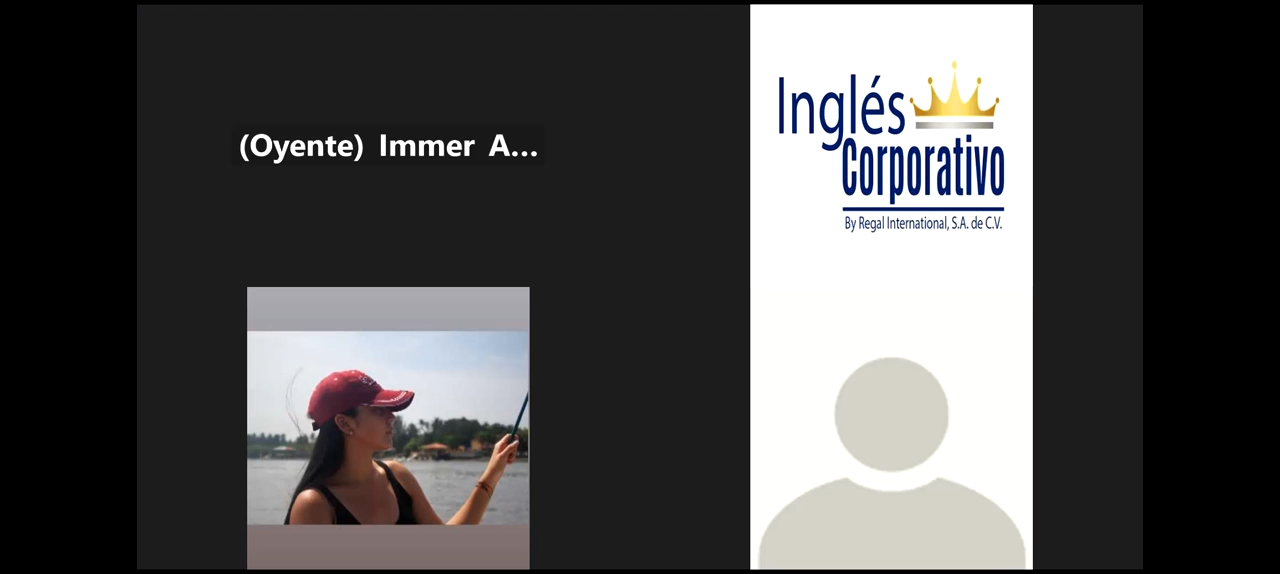 (Oyente) Immer A...
Inglés
Corporativo
By Regal International, S.A. de C.V.